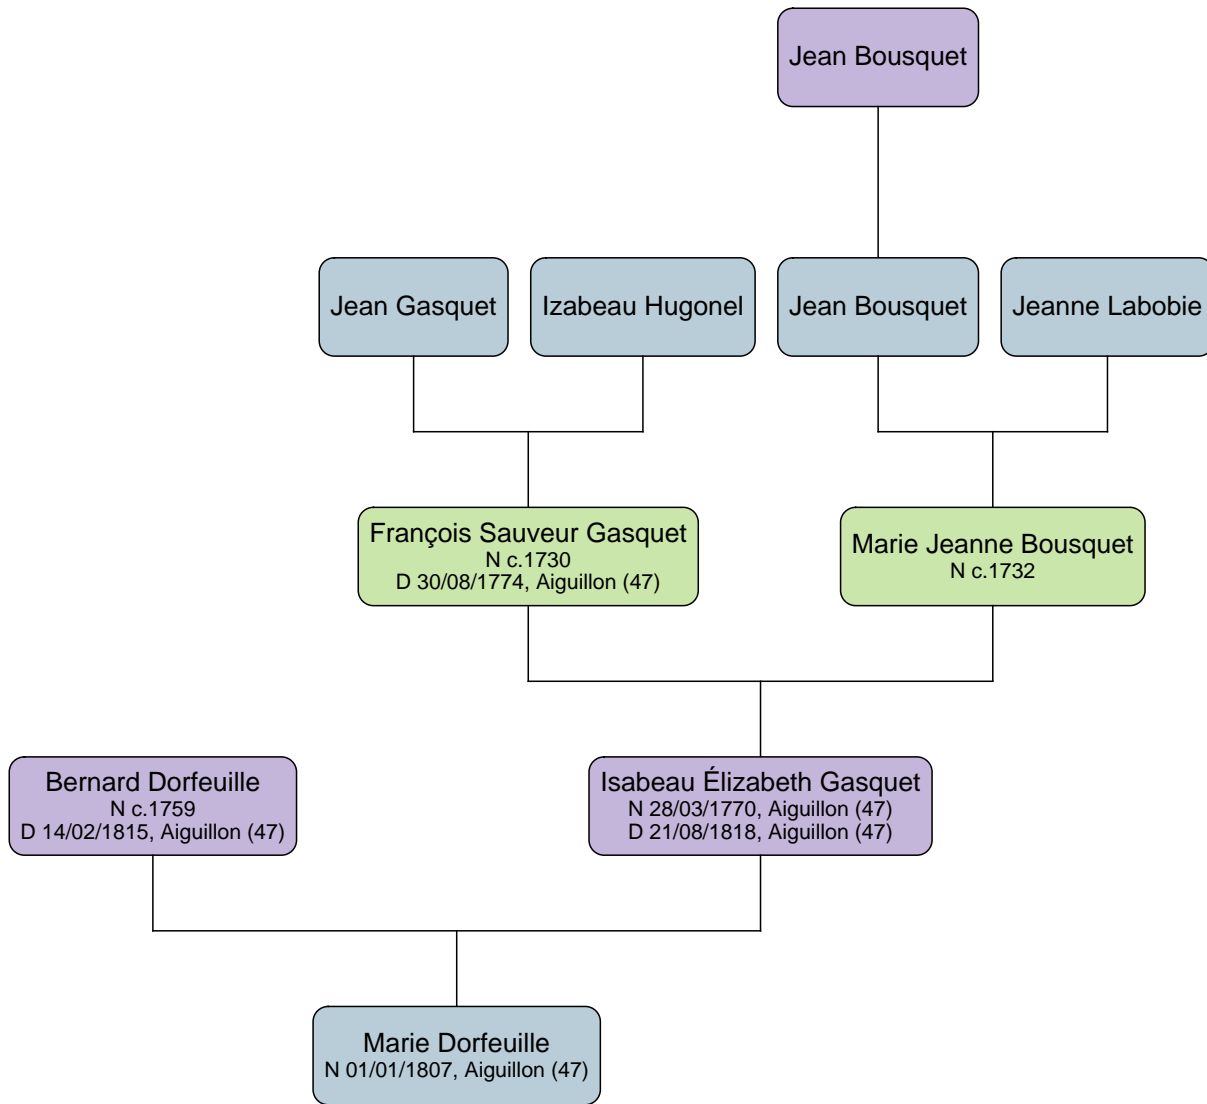 Jean Bousquet
Jean Gasquet
Izabeau Hugonel
Jean Bousquet
Jeanne Labobie
François Sauveur Gasquet
N c.1730
D 30/08/1774, Aiguillon (47)
Marie Jeanne Bousquet
N c.1732
Bernard Dorfeuille
N c.1759
D 14/02/1815, Aiguillon (47)
Isabeau Élizabeth Gasquet
N 28/03/1770, Aiguillon (47)
D 21/08/1818, Aiguillon (47)
Marie Dorfeuille
N 01/01/1807, Aiguillon (47)